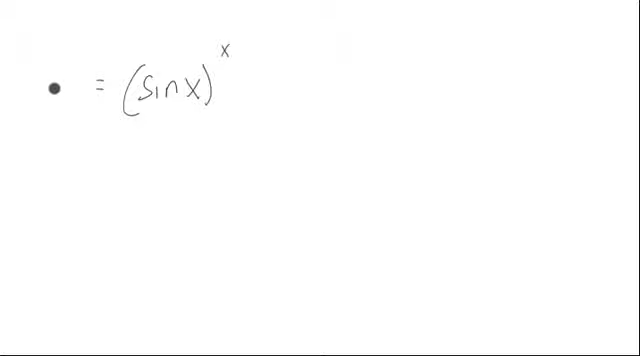 = (sin x)^x